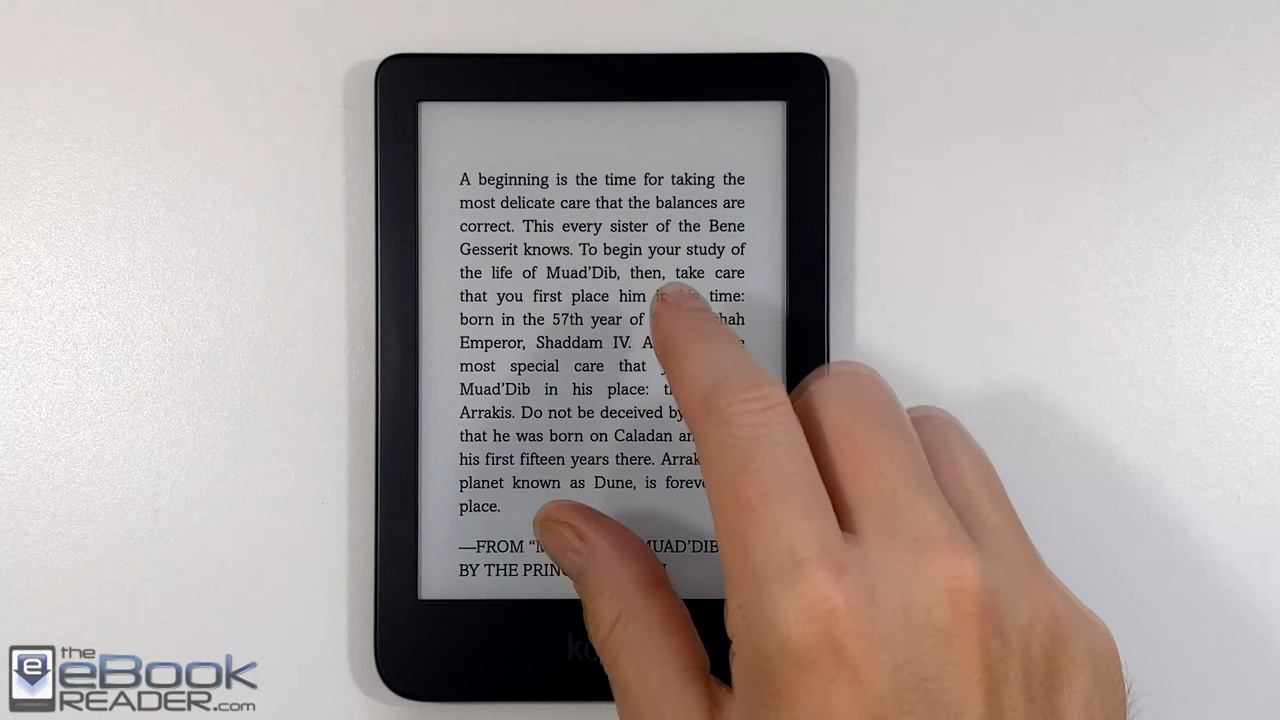 A beginning is the time for taking the
most delicate care that the balances are
correct. This every sister of the Bene
Gesserit knows. To begin your study of
the life of Muad’Dib, then, take care
that you first place him time:
born in the 57th year of
Emperor, Shaddam IV.
most special care that
Muad’Dib in his place:
Arrakis. Do not be deceived by
that he was born on Caladan
his first fifteen years there.
planet known as Dune, is
place.
—FROM “ MUAD’DIB
BY THE
the
eBook
READER.com